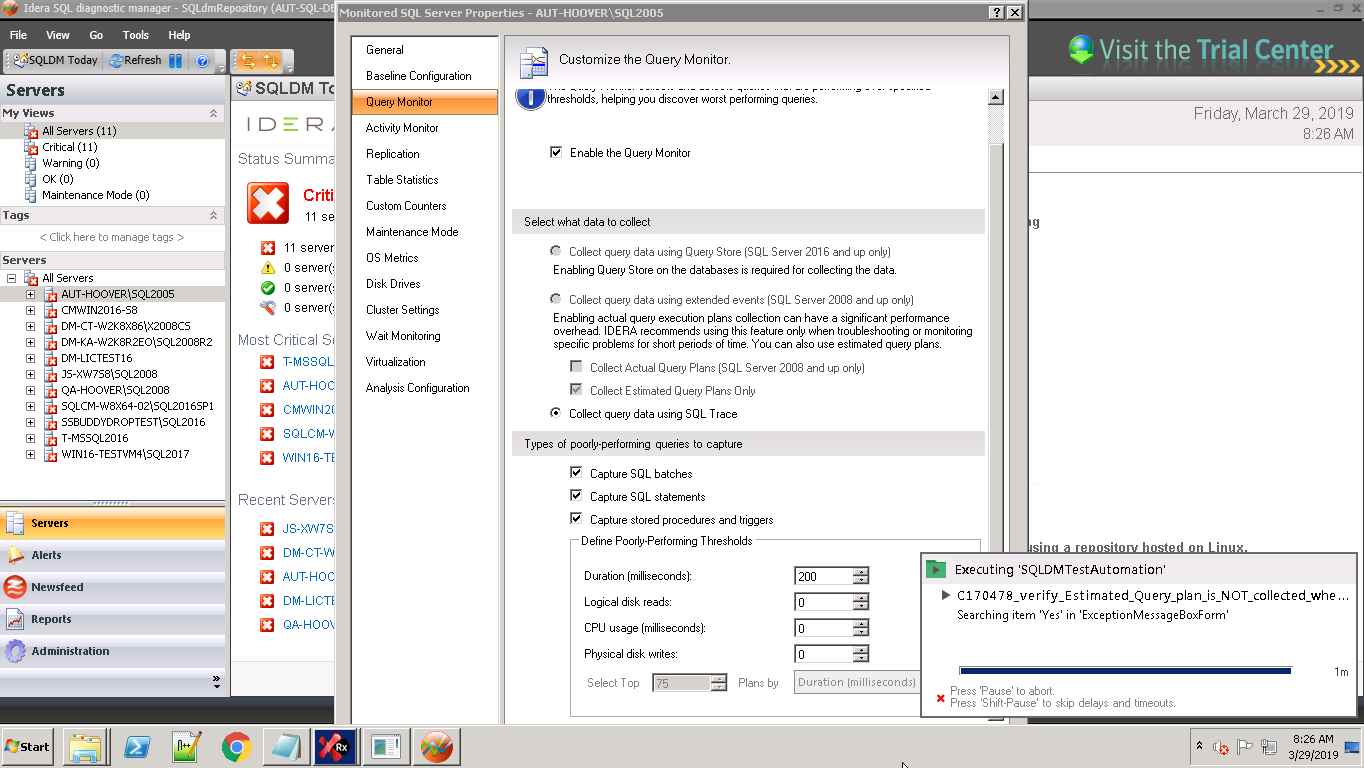 Idera SQL diagnostic manager - SQLdmRepository (AUT-SQL-DB
File View Go Tools Help
SQLDM Today Refresh
Visit the Trial Center
Servers
My Views
All Servers (11)
Critical (11)
Warning (0)
OK (0)
Maintenance Mode (0)
Tags
< Click here to manage tags >
Servers
All Servers
AUT-HOOVER\SQL2005
CMWIN2016-58
DM-CT-W2K8X86\X2008CS
DM-KA-W2K8R2EO\SQL2008R2
DM-LICTEST16
JS-XW7S8\SQL2008
QA-HOOVER\SQL2008
SQLCM-W8X64-02\SQL2016SP1
SSBUDDYDROPTEST\SQL2016
T-MSSQL2016
WIN16-TESTVM4\SQL2017
Servers
Alerts
Newsfeed
Reports
Administration
SQLDM To
IDERA
Status Summa
Criti
11 se
11 server
0 server(s
0 server(s
0 server(s
Most Critical S
T-MSSQL
AUT-HOO
CMWIN20
SQLCM-W
WIN16-TE
Recent Servers
JS-XW7S
DM-CT-W
AUT-HOO
DM-LICTE
QA-HOOV
Monitored SQL Server Properties - AUT-HOOVER\SQL2005
General
Baseline Configuration
Query Monitor
Activity Monitor
Replication
Table Statistics
Custom Counters
Maintenance Mode
OS Metrics
Disk Drives
Cluster Settings
Wait Monitoring
Virtualization
Analysis Configuration
Customize the Query Monitor.
thresholds, helping you discover worst performing queries.
Enable the Query Monitor
Select what data to collect
Collect query data using Query Store (SQL Server 2016 and up only)
Enabling Query Store on the databases is required for collecting the data.
Collect query data using extended events (SQL Server 2008 and up only)
Enabling actual query execution plans collection can have a significant performance
overhead. IDERA recommends using this feature only when troubleshooting or monitoring
specific problems for short periods of time. You can also use estimated query plans.
Collect Actual Query Plans (SQL Server 2008 and up only)
Collect Estimated Query Plans Only
Collect query data using SQL Trace
Types of poorly-performing queries to capture
Capture SQL batches
Capture SQL statements
Capture stored procedures and triggers
Define Poorly-Performing Thresholds
Duration (milliseconds): 200
Logical disk reads: 0
CPU usage (milliseconds): 0
Physical disk writes: 0
Select Top 75 Plans by Duration (milliseconds)
Friday, March 29, 2019
8:26 AM
ng
using a repository hosted on Linux.
Executing 'SQLDMTestAutomation'
C170478_verify_Estimated_Query_plan_is_NOT_collected_whe...
Searching item 'Yes' in 'ExceptionMessageBoxForm'
1m
Press 'Pause' to abort.
Press 'Shift-Pause' to skip delays and timeouts.
Start
8:26 AM
3/29/2019